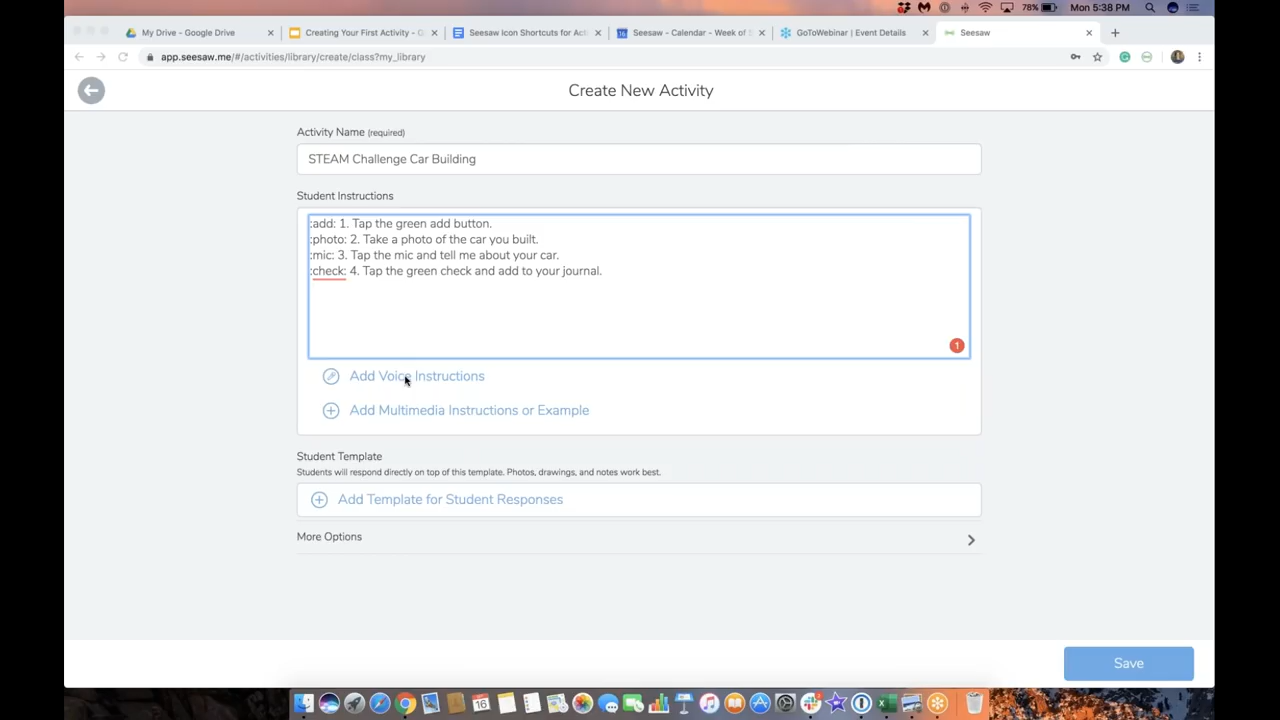 78% Mon 5:38 PM
My Drive - Google Drive
Creating Your First Activity - G
Seesaw Icon Shortcuts for Act
Seesaw - Calendar - Week of S
GoToWebinar | Event Details
Seesaw
app.seesaw.me/#/activities/library/create/class?my_library
Create New Activity
Activity Name (required)
STEAM Challenge Car Building
Student Instructions
:add: 1. Tap the green add button.
:photo: 2. Take a photo of the car you built.
:mic: 3. Tap the mic and tell me about your car.
:check: 4. Tap the green check and add to your journal.
1
Add Voice Instructions
Add Multimedia Instructions or Example
Student Template
Students will respond directly on top of this template. Photos, drawings, and notes work best.
Add Template for Student Responses
More Options
Save
16